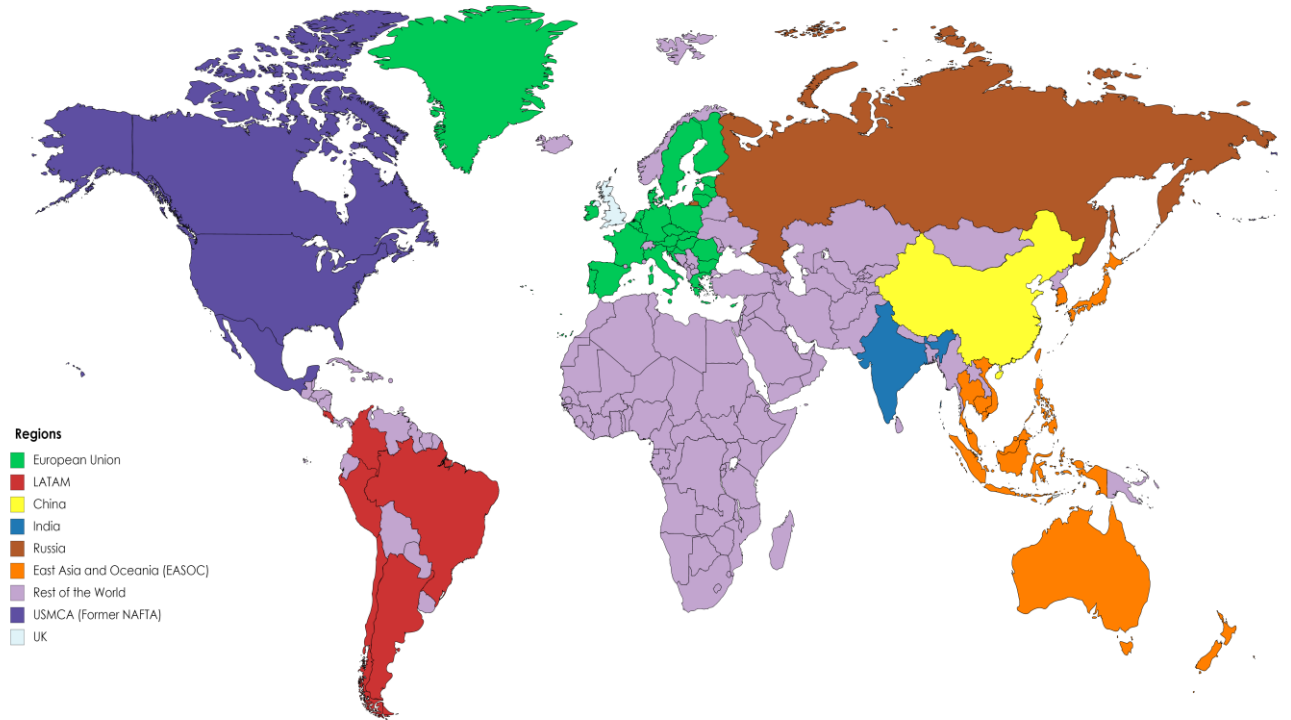 Regions
European Union
LATAM
China
India
Russia
East Asia and Oceania (EASOC)
Rest of the World
USMCA (Former NAFTA)
UK